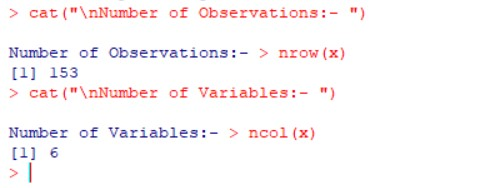 > cat("\nNumber of Observations:- ")
Number of Observations:- > nrow(x)
[1] 153
> cat("\nNumber of Variables:- ")
Number of Variables:- > ncol(x)
[1] 6
>